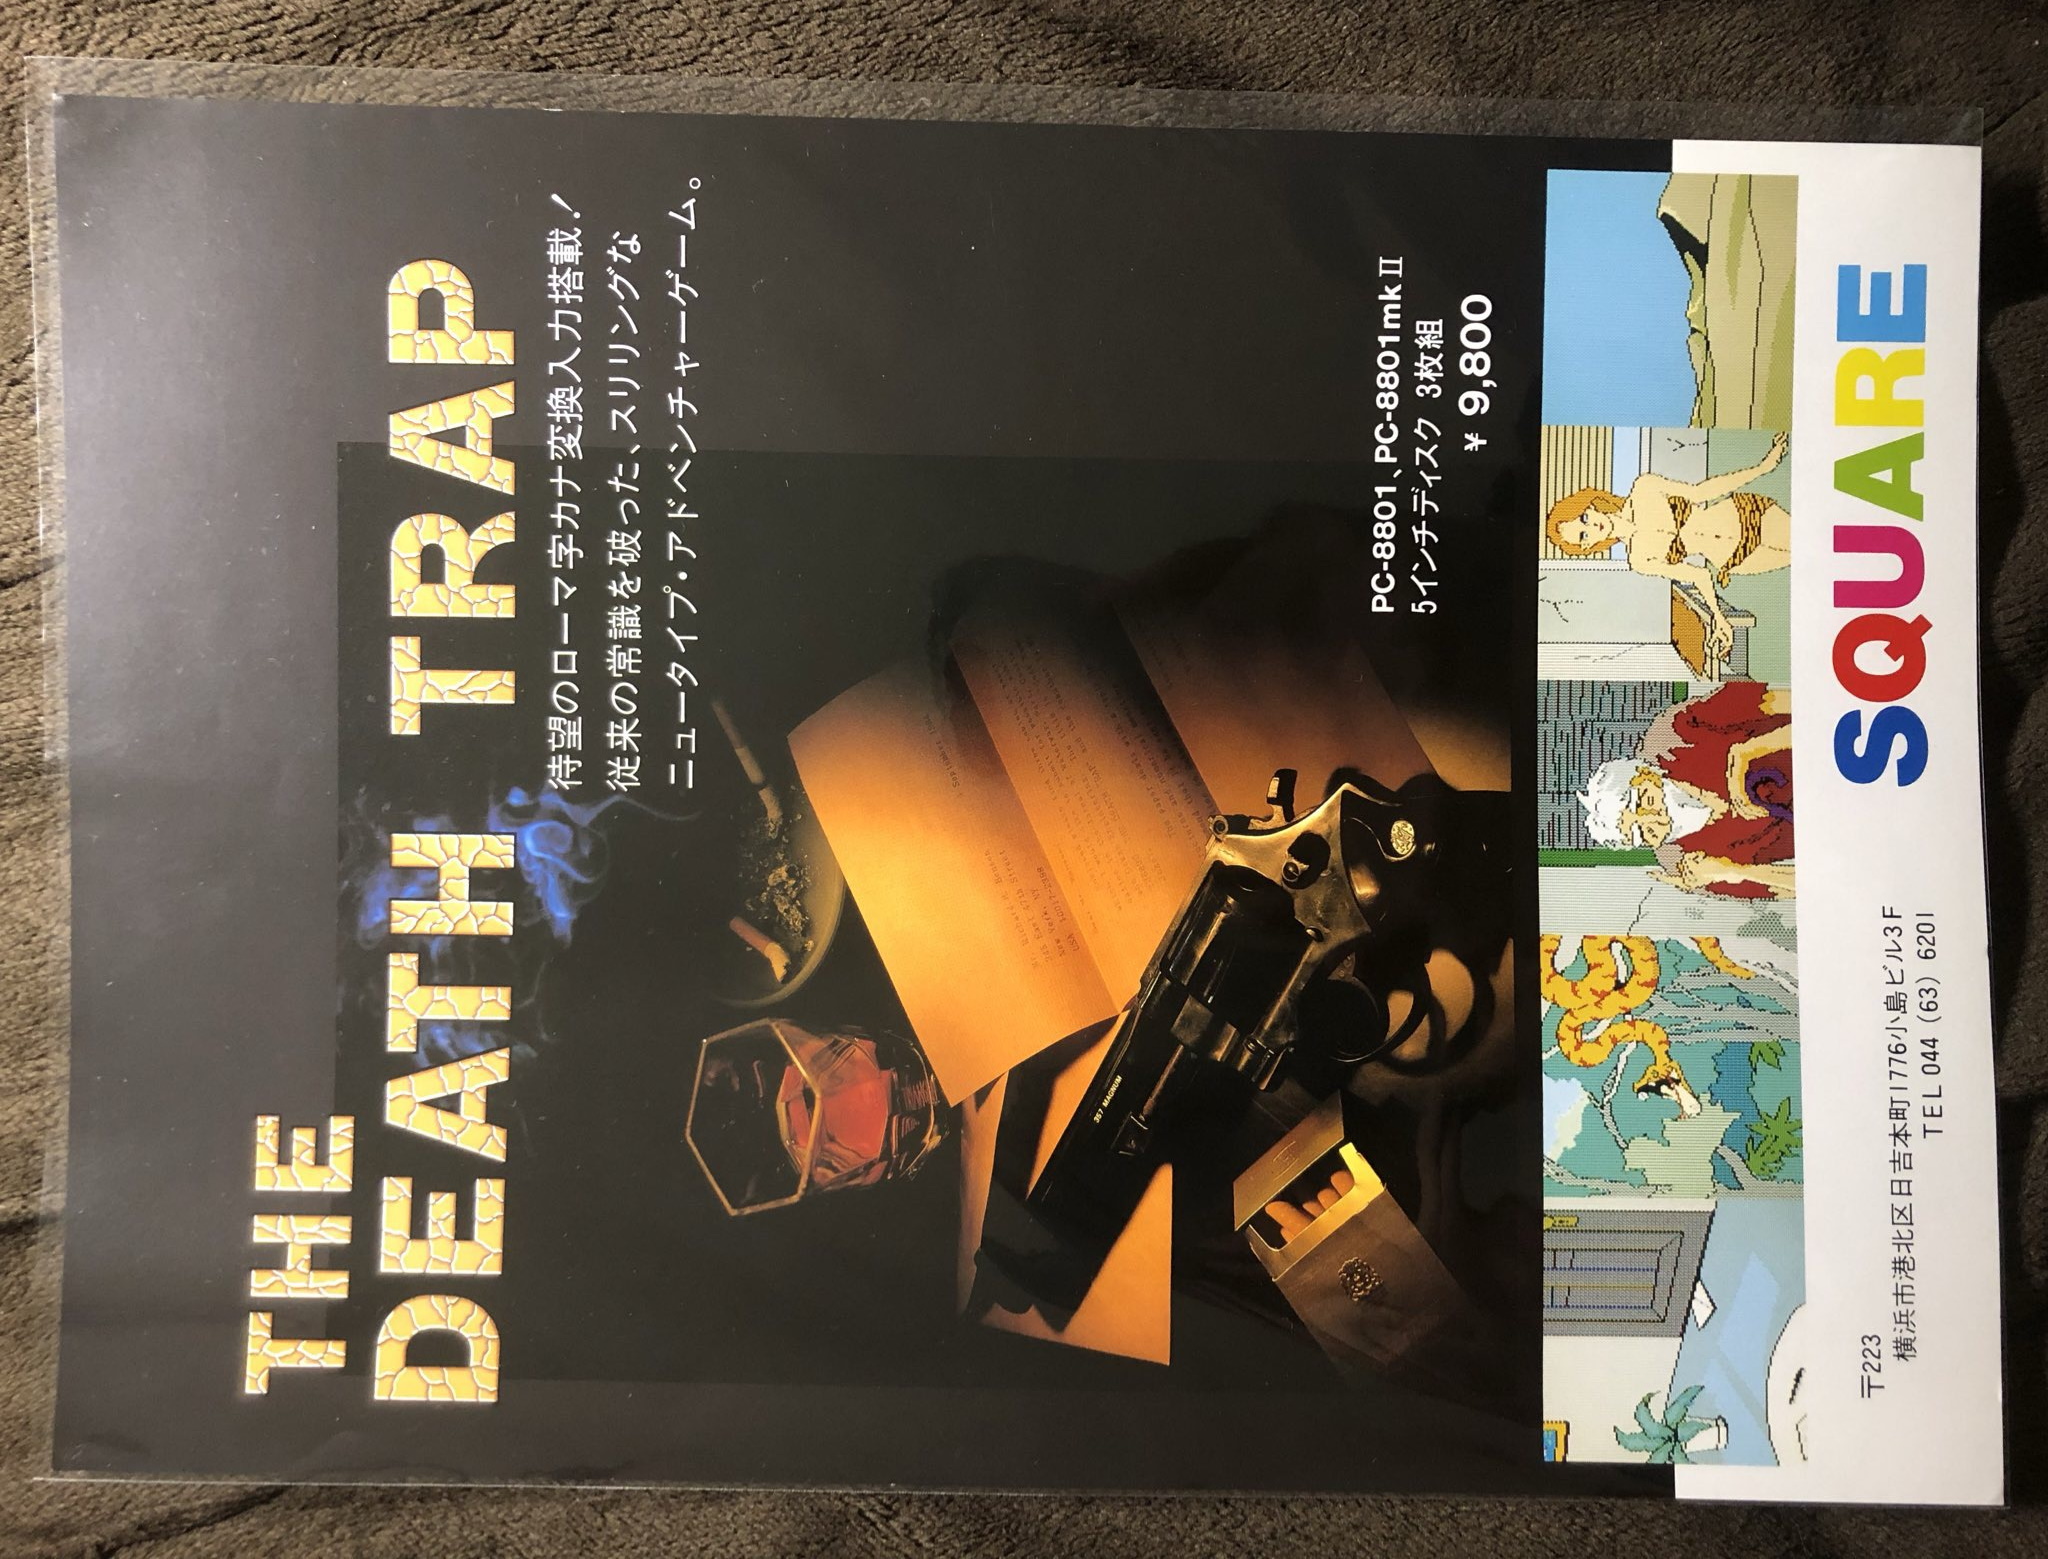 THE
DEATH TRAP
待望のローマ字カナ変換入力搭載!
従来の常識を破った、スリリングな
ニュータイプ・アドベンチャーゲーム。
357 MAGNUM
PC-8801、PC-8801mkII
5インチディスク 3枚組
¥ 9,800
SQUARE
〒223
横浜市港北区日吉本町1776小島ビル3F
TEL 044 (63) 6201